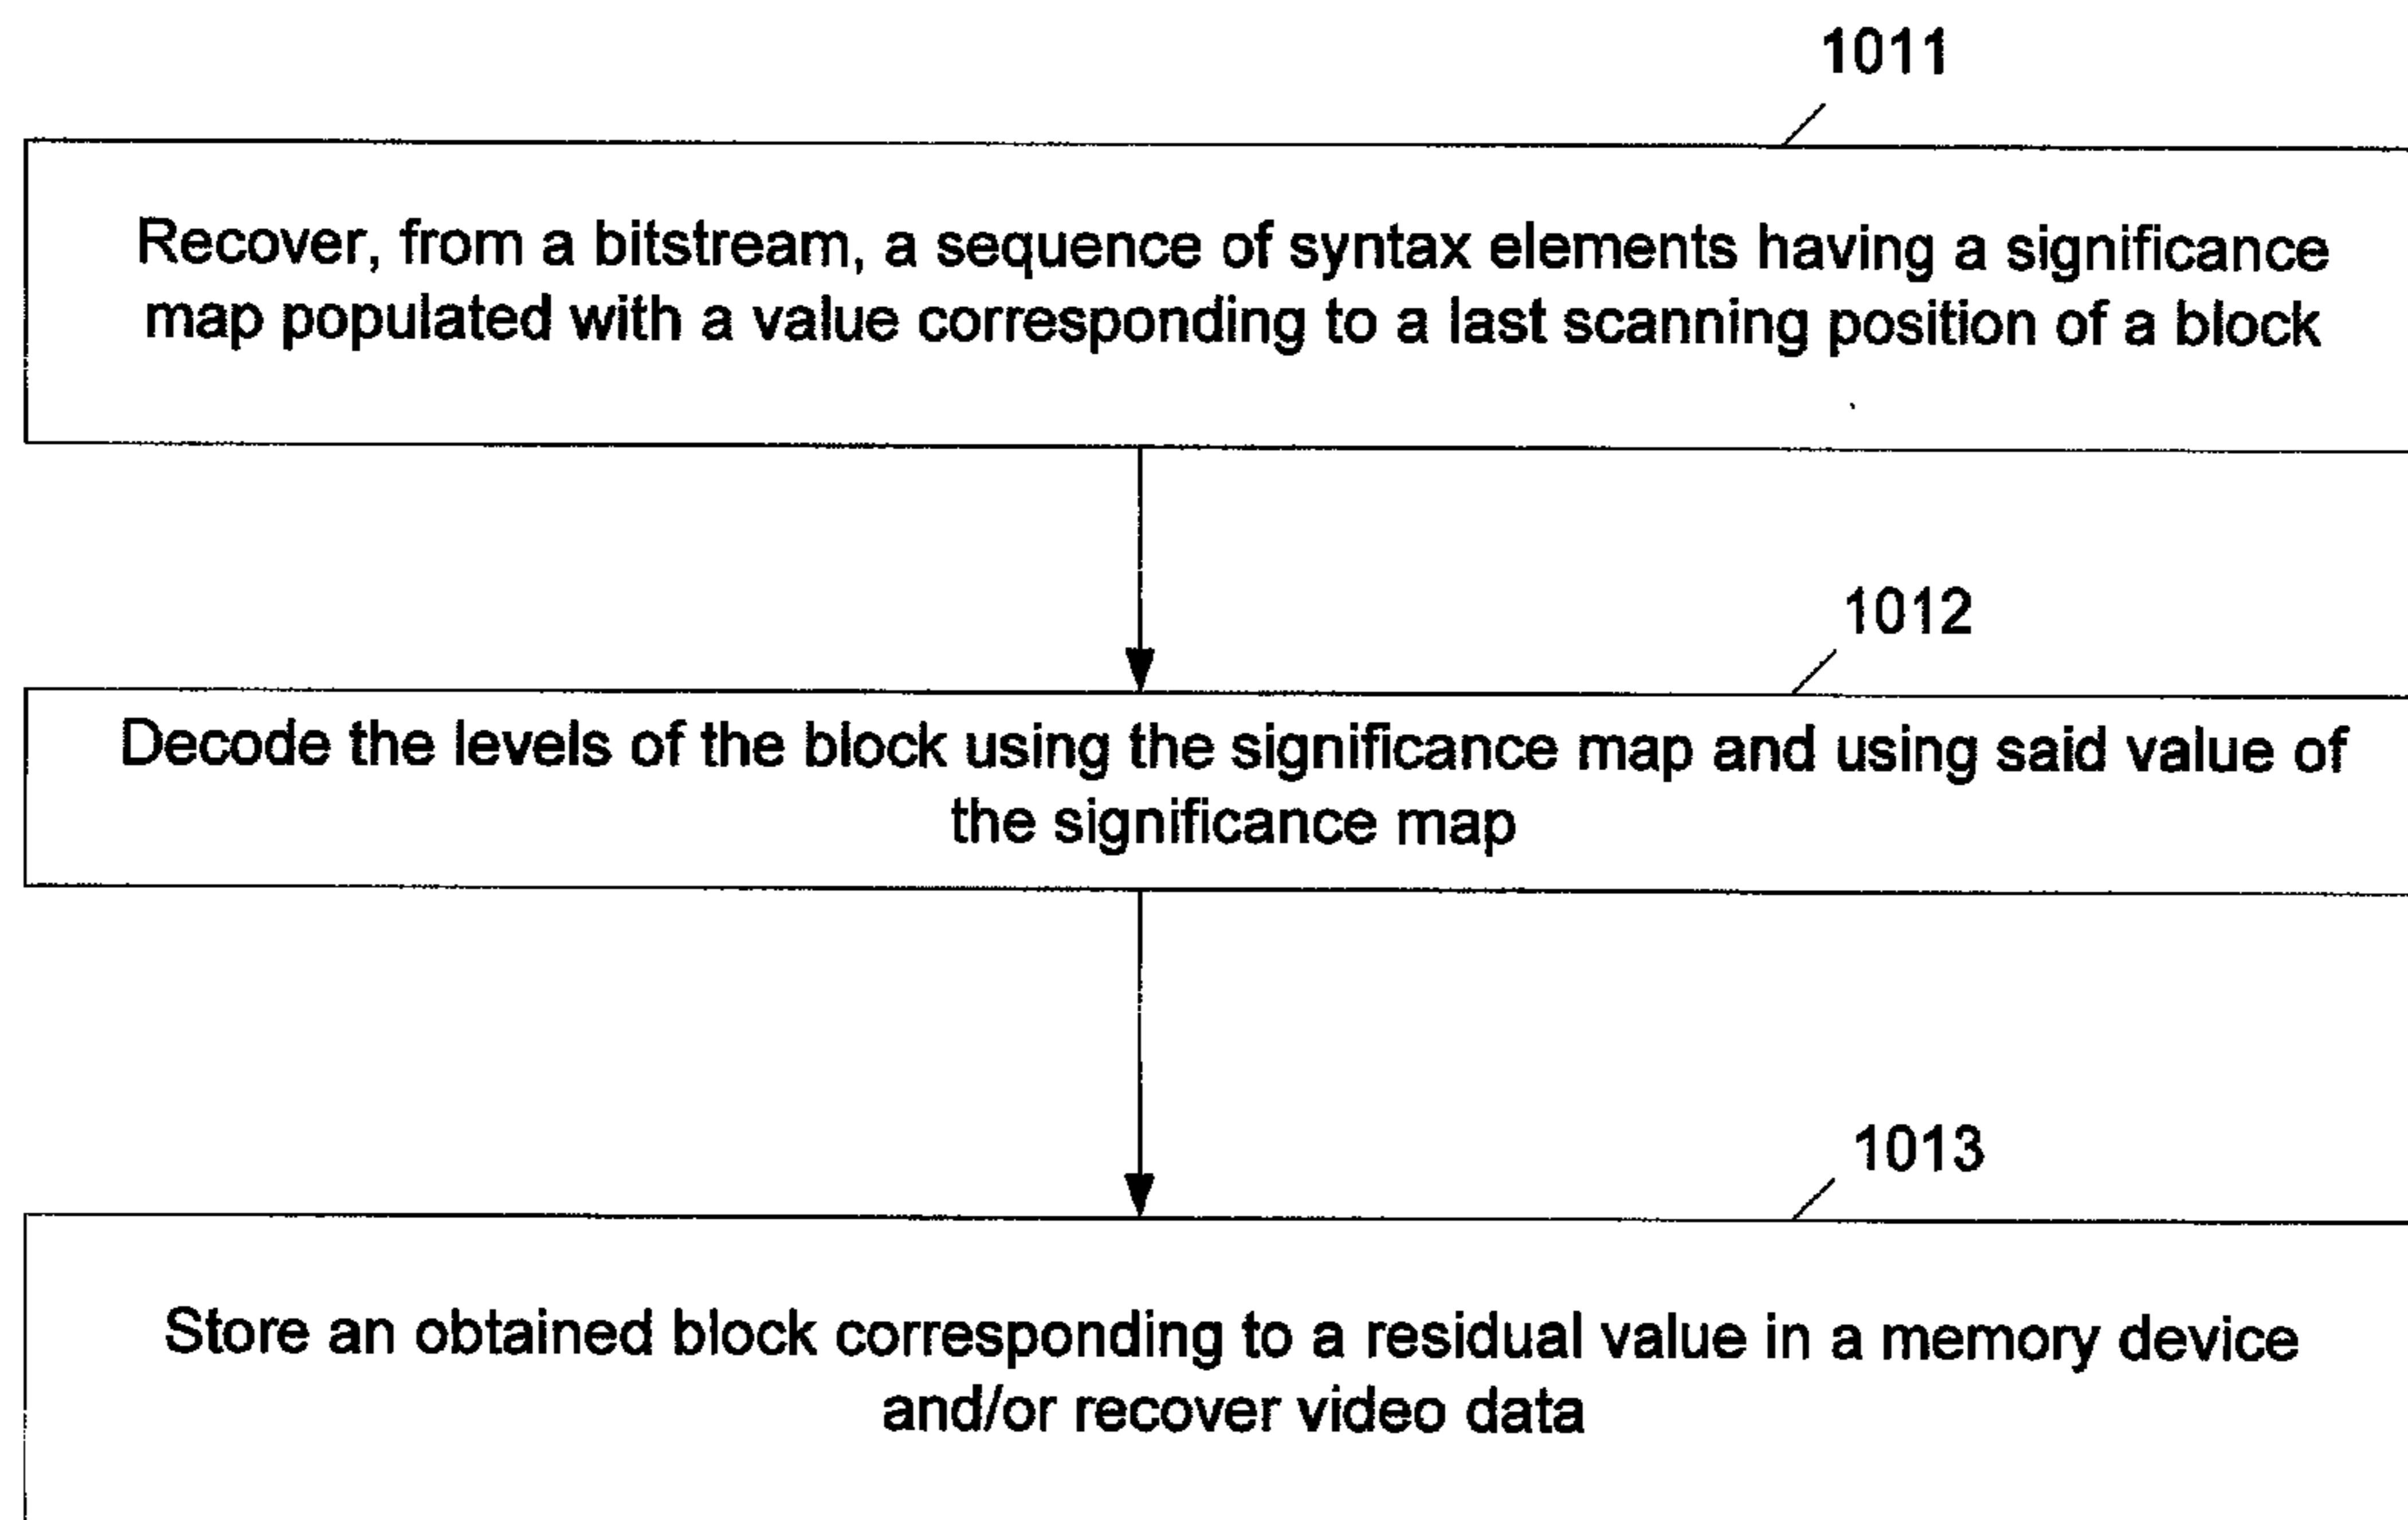 1011
Recover, from a bitstream, a sequence of syntax elements having a significance
map populated with a value corresponding to a last scanning position of a block
1012
Decode the levels of the block using the significance map and using said value of
the significance map
1013
Store an obtained block corresponding to a residual value in a memory device
and/or recover video data